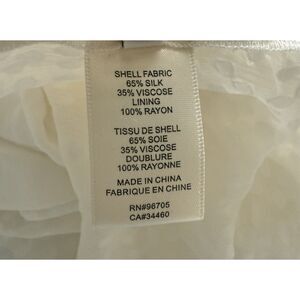 SHELL FABRIC
65% SILK
35% VISCOSE
LINING
100% RAYON
TISSU DE SHELL
65% SOIE
35% VISCOSE
DOUBLURE
100% RAYONNE
MADE IN CHINA
FABRIQUE EN CHINE
RN#96705
CA#34460